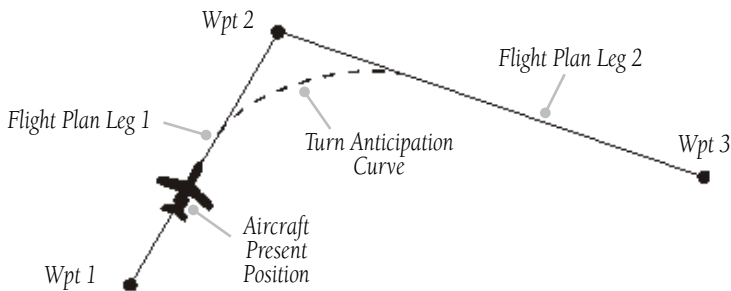 Wpt 2
Flight Plan Leg 2
Flight Plan Leg 1
Turn Anticipation
Curve
Wpt 3
Aircraft
Present
Position
Wpt 1